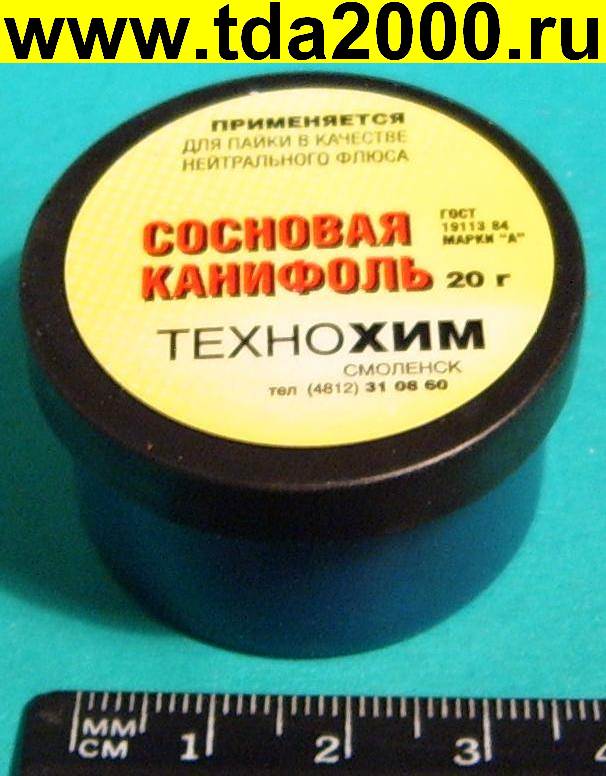 www.tda2000.ru
ПРИМЕНЯЕТСЯ
ДЛЯ ПАЙКИ В КАЧЕСТВЕ
НЕЙТРАЛЬНОГО ФЛЮСА
СОСНОВАЯ
КАНИФОЛЬ 20 г
ГОСТ
19113 84
МАРКИ "А"
ТЕХНОХИМ
СМОЛЕНСК
тел (4812) 31 08 60
ММ
СМ 1 2 3 4